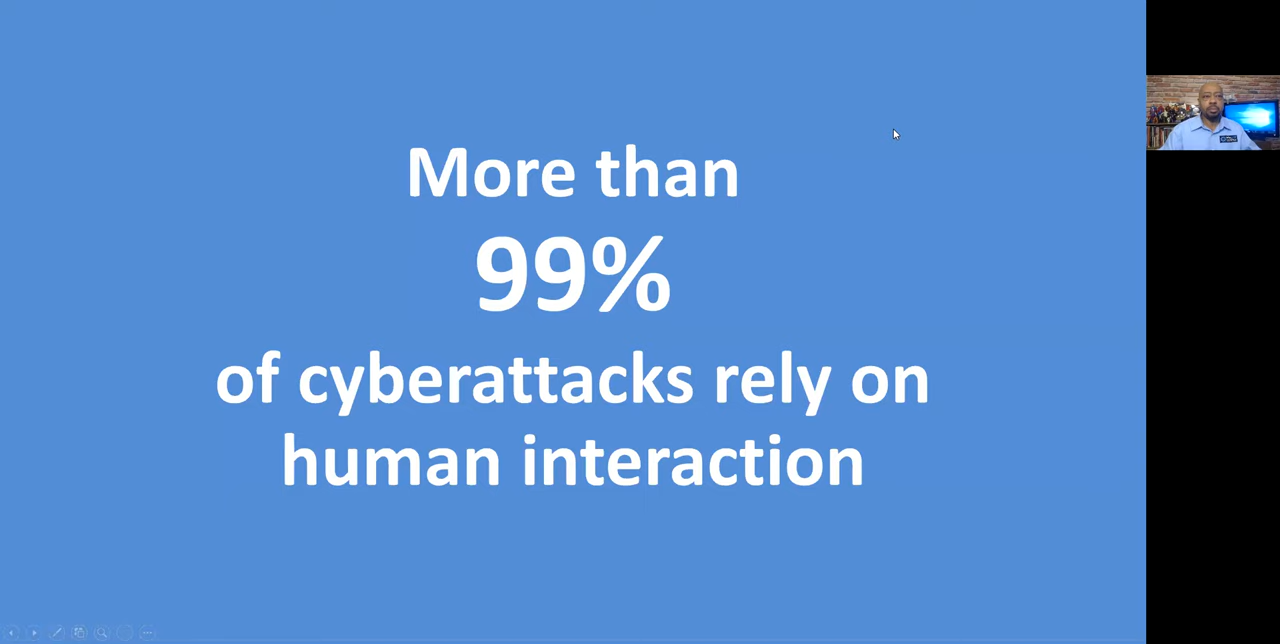 More than
99%
of cyberattacks rely on
human interaction